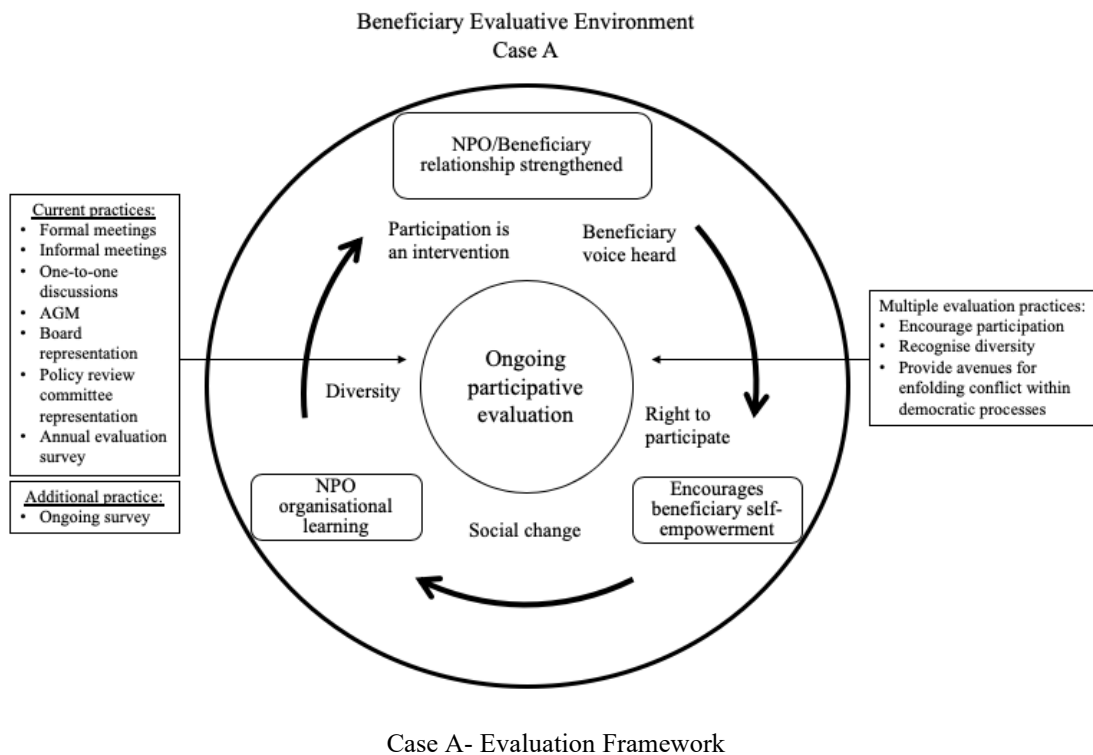 Beneficiary Evaluative Environment
Case A
NPO/Beneficiary
relationship strengthened
Current practices:
• Formal meetings
• Informal meetings
• One-to-one
discussions
• AGM
• Board
representation
• Policy review
committee
representation
• Annual evaluation
survey
Additional practice:
• Ongoing survey
Participation is
an intervention
Beneficiary
voice heard
Diversity
Ongoing
participative
evaluation
Right to
participate
Multiple evaluation practices:
• Encourage participation
• Recognise diversity
• Provide avenues for
enfolding conflict within
democratic processes
NPO
organisational
learning
Social change
Encourages
beneficiary self-
empowerment
Case A- Evaluation Framework